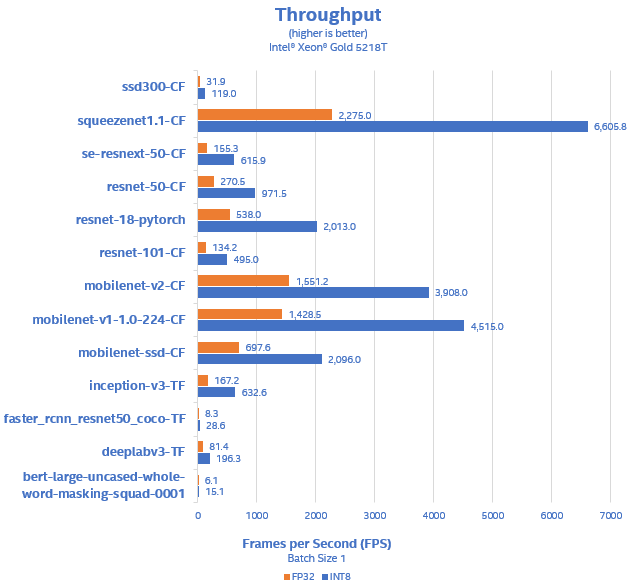 Throughput
(higher is better)
Intel® Xeon® Gold 5218T
ssd300-CF
31.9
119.0
squeezenet1.1-CF
2,275.0
6,605.8
se-resnext-50-CF
155.3
615.9
resnet-50-CF
270.5
971.5
resnet-18-pytorch
538.0
2,013.0
resnet-101-CF
134.2
495.0
mobilenet-v2-CF
1,551.2
3,908.0
mobilenet-v1-1.0-224-CF
1,428.5
4,515.0
mobilenet-ssd-CF
697.6
2,096.0
inception-v3-TF
167.2
632.6
faster_rcnn_resnet50_coco-TF
8.3
28.6
deeplabv3-TF
81.4
196.3
bert-large-uncased-whole-
word-masking-squad-0001
6.1
15.1
0 1000 2000 3000 4000 5000 6000 7000
Frames per Second (FPS)
Batch Size 1
FP32 INT8